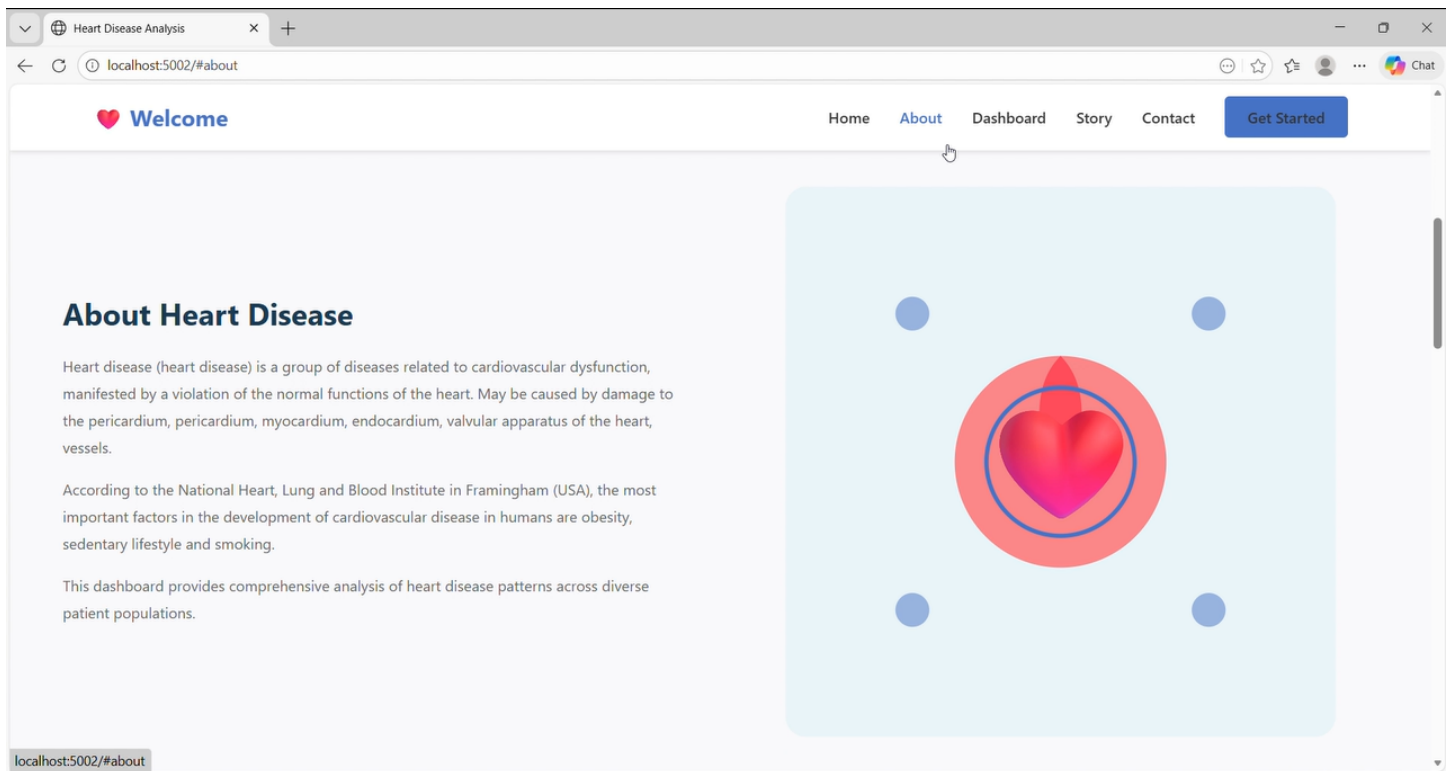 Heart Disease Analysis
localhost:5002/#about
Chat
Welcome
Home About Dashboard Story Contact Get Started
About Heart Disease
Heart disease (heart disease) is a group of diseases related to cardiovascular dysfunction,
manifested by a violation of the normal functions of the heart. May be caused by damage to
the pericardium, pericardium, myocardium, endocardium, valvular apparatus of the heart,
vessels.
According to the National Heart, Lung and Blood Institute in Framingham (USA), the most
important factors in the development of cardiovascular disease in humans are obesity,
sedentary lifestyle and smoking.
This dashboard provides comprehensive analysis of heart disease patterns across diverse
patient populations.
localhost:5002/#about